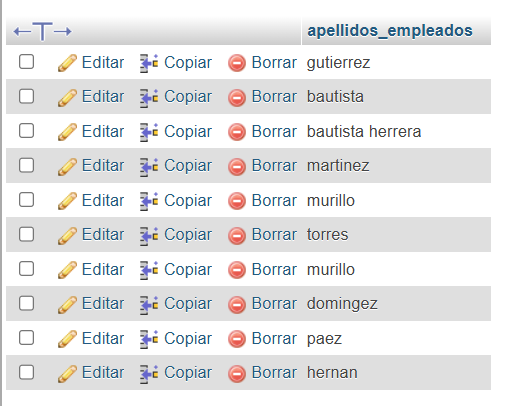 apellidos_empleados
Editar Copiar Borrar gutierrez
Editar Copiar Borrar bautista
Editar Copiar Borrar bautista herrera
Editar Copiar Borrar martinez
Editar Copiar Borrar murillo
Editar Copiar Borrar torres
Editar Copiar Borrar murillo
Editar Copiar Borrar domingez
Editar Copiar Borrar paez
Editar Copiar Borrar hernan